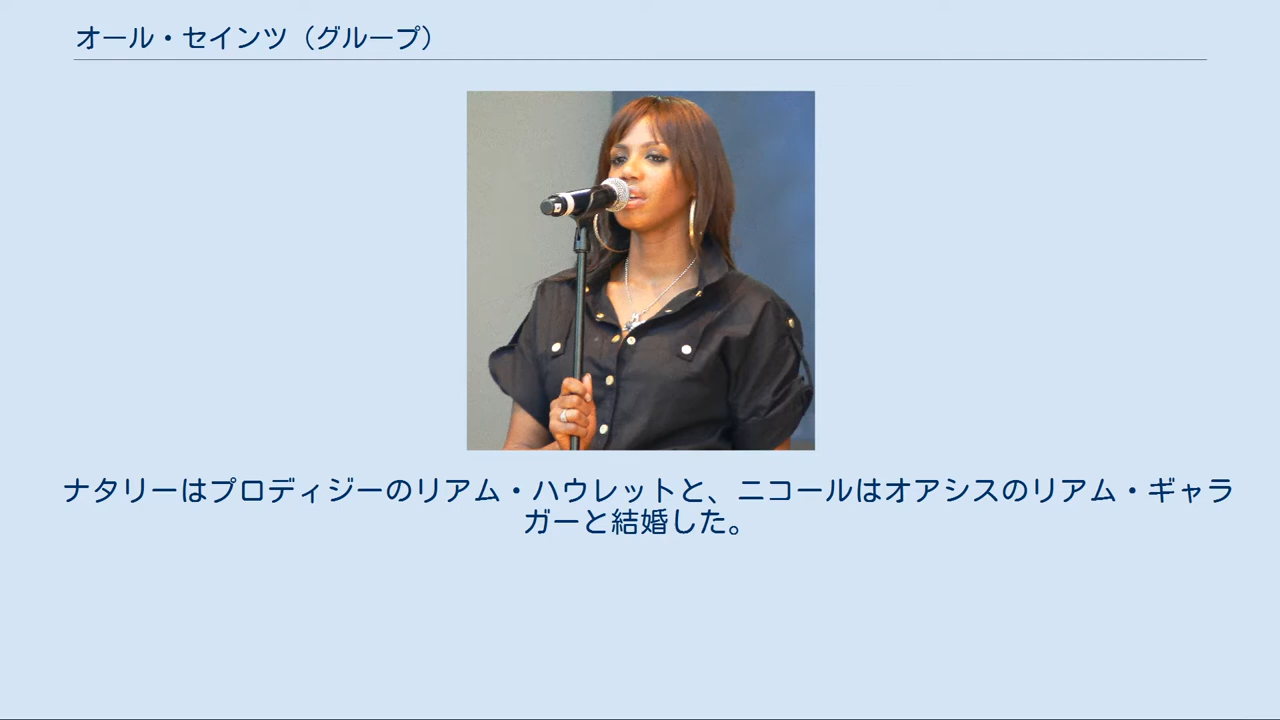 オール・セインツ（グループ）
ナタリーはプロディジーのリアム・ハウレットと、ニコールはオアシスのリアム・ギャラ
ガーと結婚した。